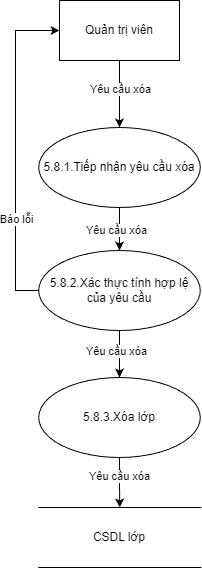 Quản trị viên
Yêu cầu xóa
5.8.1.Tiếp nhận yêu cầu xóa
Báo lỗi
Yêu cầu xóa
5.8.2.Xác thực tính hợp lệ
của yêu cầu
Yêu cầu xóa
5.8.3.Xóa lớp
Yêu cầu xóa
CSDL lớp